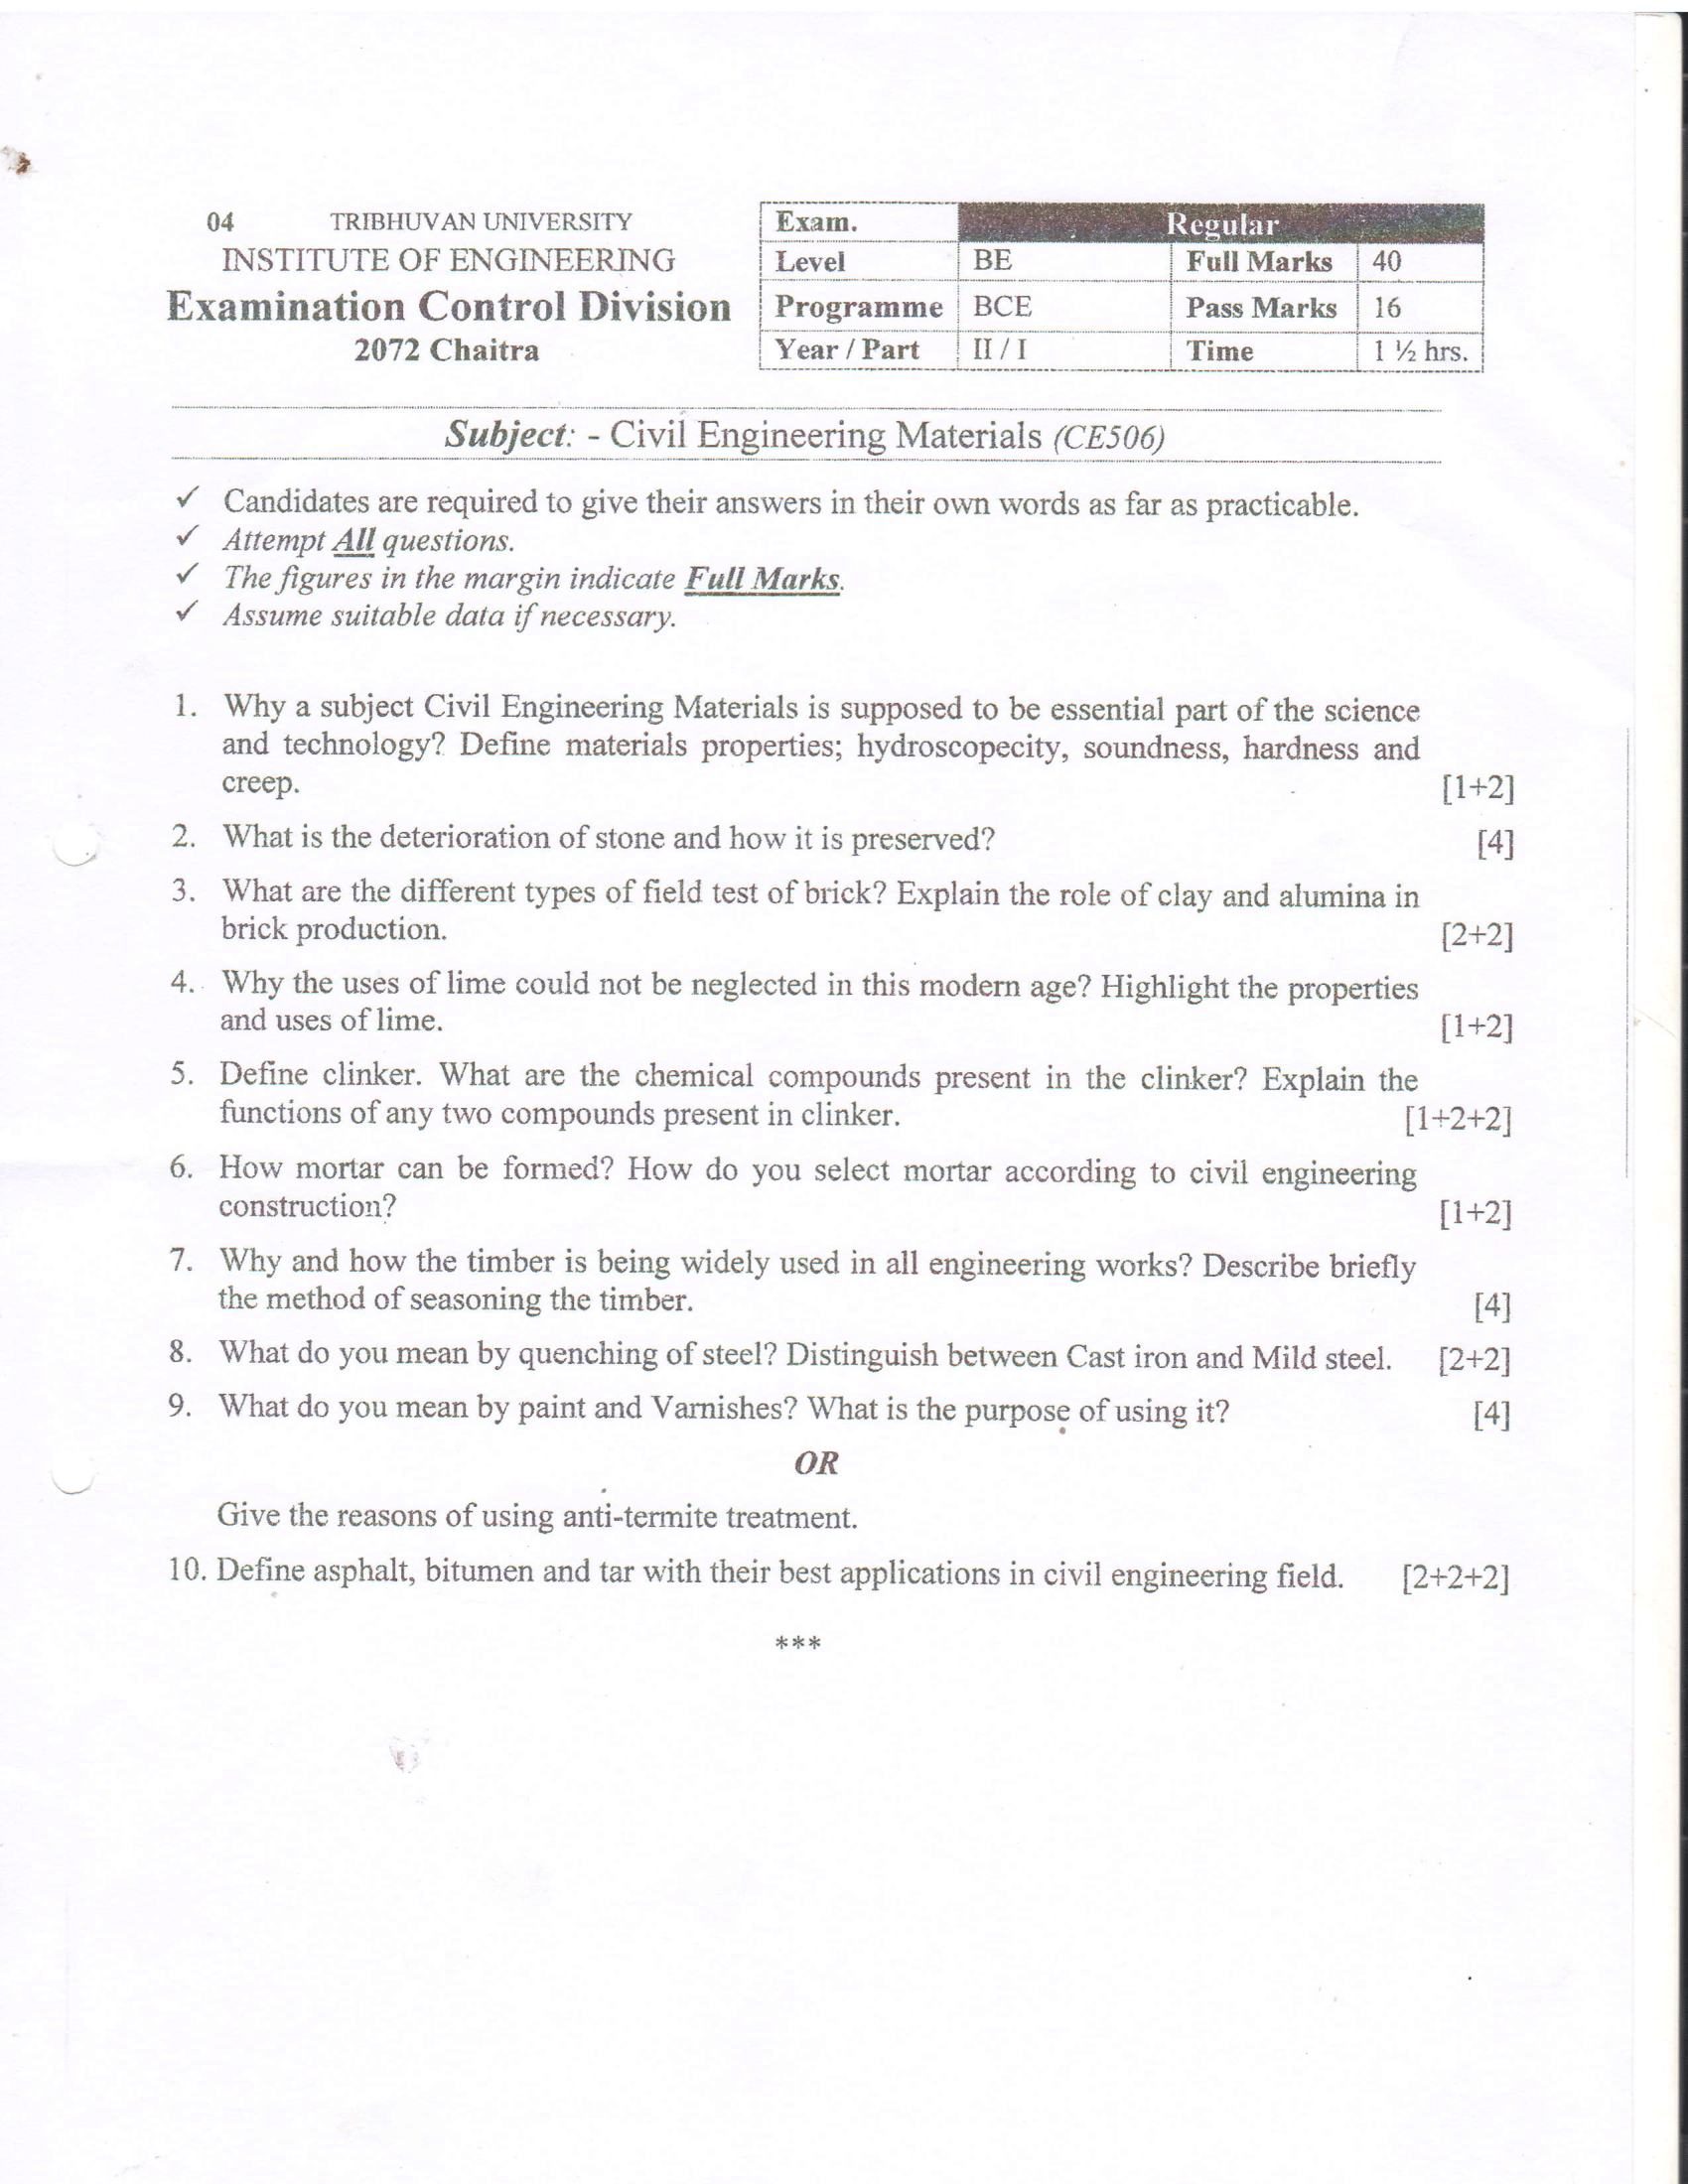 04 TRIBHUVAN UNIVERSITY
INSTITUTE OF ENGINEERING
Examination Control Division
2072 Chaitra
Exam. Regular
Level BE Full Marks 40
Programme BCE Pass Marks 16
Year / Part II / I Time 1 ½ hrs.
Subject: - Civil Engineering Materials (CE506)
✓ Candidates are required to give their answers in their own words as far as practicable.
✓ Attempt All questions.
✓ The figures in the margin indicate Full Marks.
✓ Assume suitable data if necessary.
1. Why a subject Civil Engineering Materials is supposed to be essential part of the science
and technology? Define materials properties; hydroscopecity, soundness, hardness and
creep. [1+2]
2. What is the deterioration of stone and how it is preserved? [4]
3. What are the different types of field test of brick? Explain the role of clay and alumina in
brick production. [2+2]
4. Why the uses of lime could not be neglected in this modern age? Highlight the properties
and uses of lime. [1+2]
5. Define clinker. What are the chemical compounds present in the clinker? Explain the
functions of any two compounds present in clinker. [1+2+2]
6. How mortar can be formed? How do you select mortar according to civil engineering
construction? [1+2]
7. Why and how the timber is being widely used in all engineering works? Describe briefly
the method of seasoning the timber. [4]
8. What do you mean by quenching of steel? Distinguish between Cast iron and Mild steel. [2+2]
9. What do you mean by paint and Varnishes? What is the purpose of using it? [4]
OR
Give the reasons of using anti-termite treatment.
10. Define asphalt, bitumen and tar with their best applications in civil engineering field. [2+2+2]
***